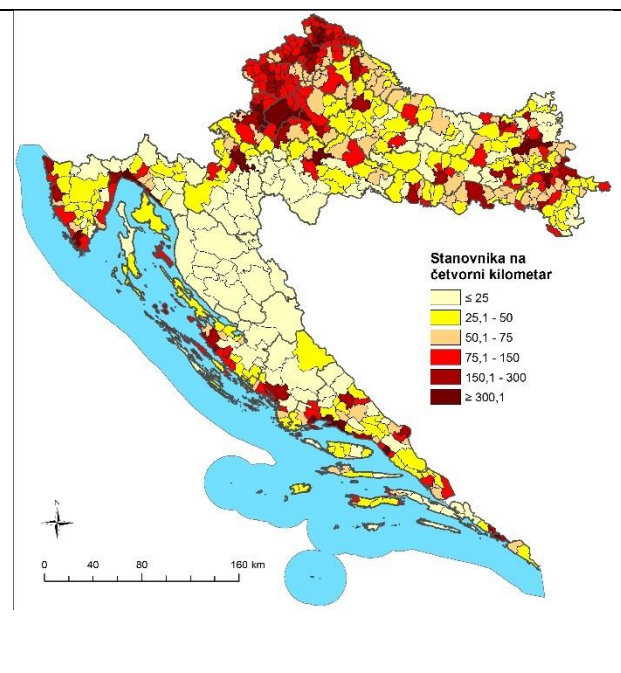 Stanovnika na
četvorni kilometar
≤ 25
25,1 - 50
50,1 - 75
75,1 - 150
150,1 - 300
≥ 300,1
N
0 40 80 160 km